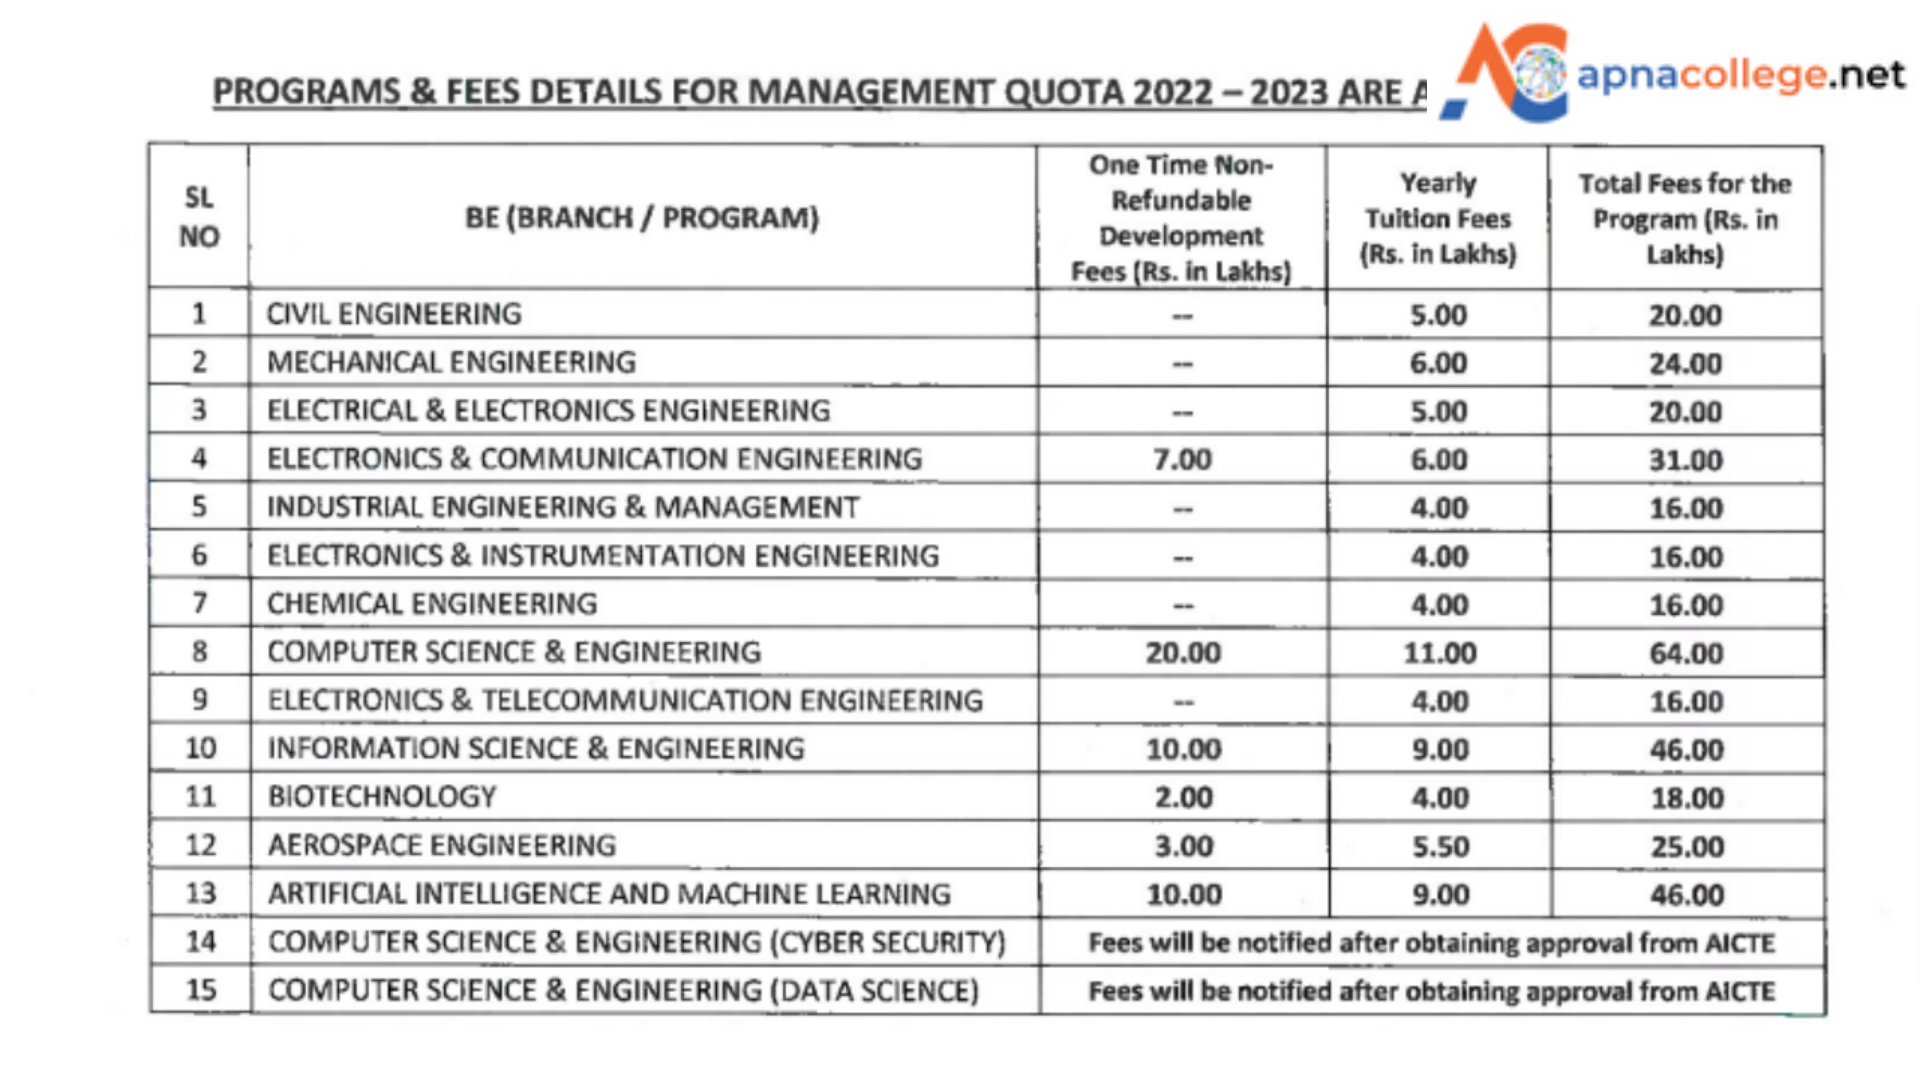 PROGRAMS & FEES DETAILS FOR MANAGEMENT QUOTA 2022 – 2023 ARE
apnacollege.net
SL NO BE (BRANCH / PROGRAM) One Time Non-Refundable Development Fees (Rs. in Lakhs) Yearly Tuition Fees (Rs. in Lakhs) Total Fees for the Program (Rs. in Lakhs)
1 CIVIL ENGINEERING -- 5.00 20.00
2 MECHANICAL ENGINEERING -- 6.00 24.00
3 ELECTRICAL & ELECTRONICS ENGINEERING -- 5.00 20.00
4 ELECTRONICS & COMMUNICATION ENGINEERING 7.00 6.00 31.00
5 INDUSTRIAL ENGINEERING & MANAGEMENT -- 4.00 16.00
6 ELECTRONICS & INSTRUMENTATION ENGINEERING -- 4.00 16.00
7 CHEMICAL ENGINEERING -- 4.00 16.00
8 COMPUTER SCIENCE & ENGINEERING 20.00 11.00 64.00
9 ELECTRONICS & TELECOMMUNICATION ENGINEERING -- 4.00 16.00
10 INFORMATION SCIENCE & ENGINEERING 10.00 9.00 46.00
11 BIOTECHNOLOGY 2.00 4.00 18.00
12 AEROSPACE ENGINEERING 3.00 5.50 25.00
13 ARTIFICIAL INTELLIGENCE AND MACHINE LEARNING 10.00 9.00 46.00
14 COMPUTER SCIENCE & ENGINEERING (CYBER SECURITY) Fees will be notified after obtaining approval from AICTE
15 COMPUTER SCIENCE & ENGINEERING (DATA SCIENCE) Fees will be notified after obtaining approval from AICTE